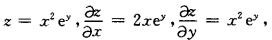 z = x²eʸ, ∂z/∂x = 2xeʸ, ∂z/∂y = x²eʸ,